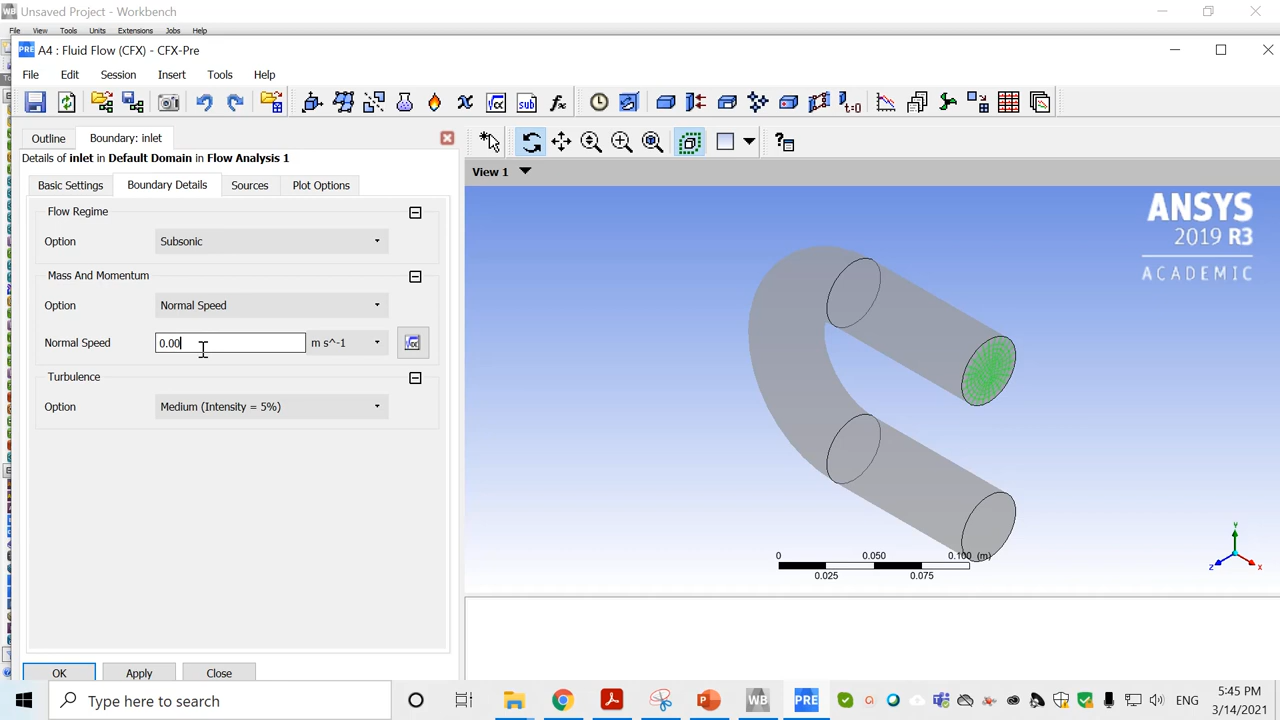 Unsaved Project - Workbench
File View Tools Units Extensions Jobs Help
A4 : Fluid Flow (CFX) - CFX-Pre
File Edit Session Insert Tools Help
Outline Boundary: inlet
Details of inlet in Default Domain in Flow Analysis 1
Basic Settings Boundary Details Sources Plot Options
Flow Regime
Option Subsonic
Mass And Momentum
Option Normal Speed
Normal Speed 0.00 m s^-1
Turbulence
Option Medium (Intensity = 5%)
OK Apply Close
View 1
ANSYS
2019 R3
ACADEMIC
0 0.050 0.100 (m)
0.025 0.075
Y
Z X
Type here to search
WB PRE
ENG
5:45 PM
3/14/2021